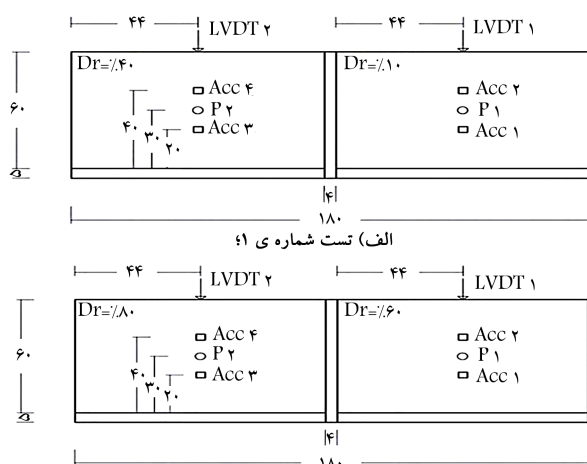 ۴۴ LVDT ۲ ۴۴ LVDT ۱
Dr=٪۴۰ Dr=٪۱۰
Acc ۴ Acc ۲
۶۰ P ۲ P ۱
۴۰ ۳۰ ۲۰ Acc ۳ Acc ۱
۵
۴
۱۸۰
الف) تست شماره ی ۱؛
۴۴ LVDT ۲ ۴۴ LVDT ۱
Dr=٪۸۰ Dr=٪۶۰
Acc ۴ Acc ۲
۶۰ P ۲ P ۱
۴۰ ۳۰ ۲۰ Acc ۳ Acc ۱
۵
۴
۱۸۰